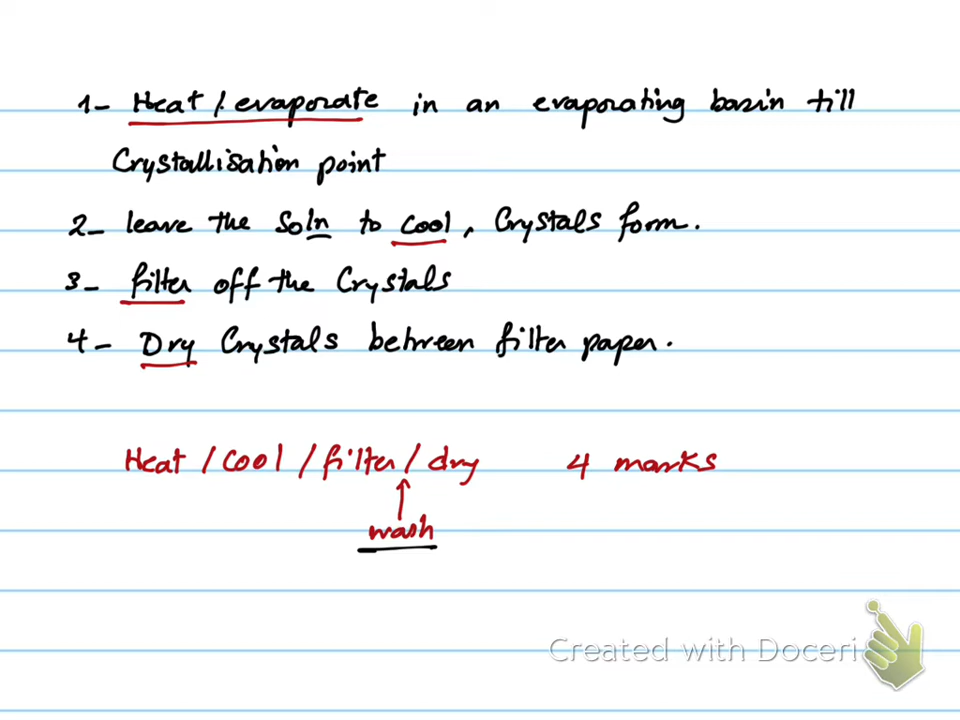 1- Heat / evaporate in an evaporating basin till
Crystallisation point
2- leave the Soln to cool, Crystals form.
3- filter off the Crystals
4- Dry Crystals between filter paper.
Heat / Cool / filter / dry 4 marks
wash
Created with Doceri